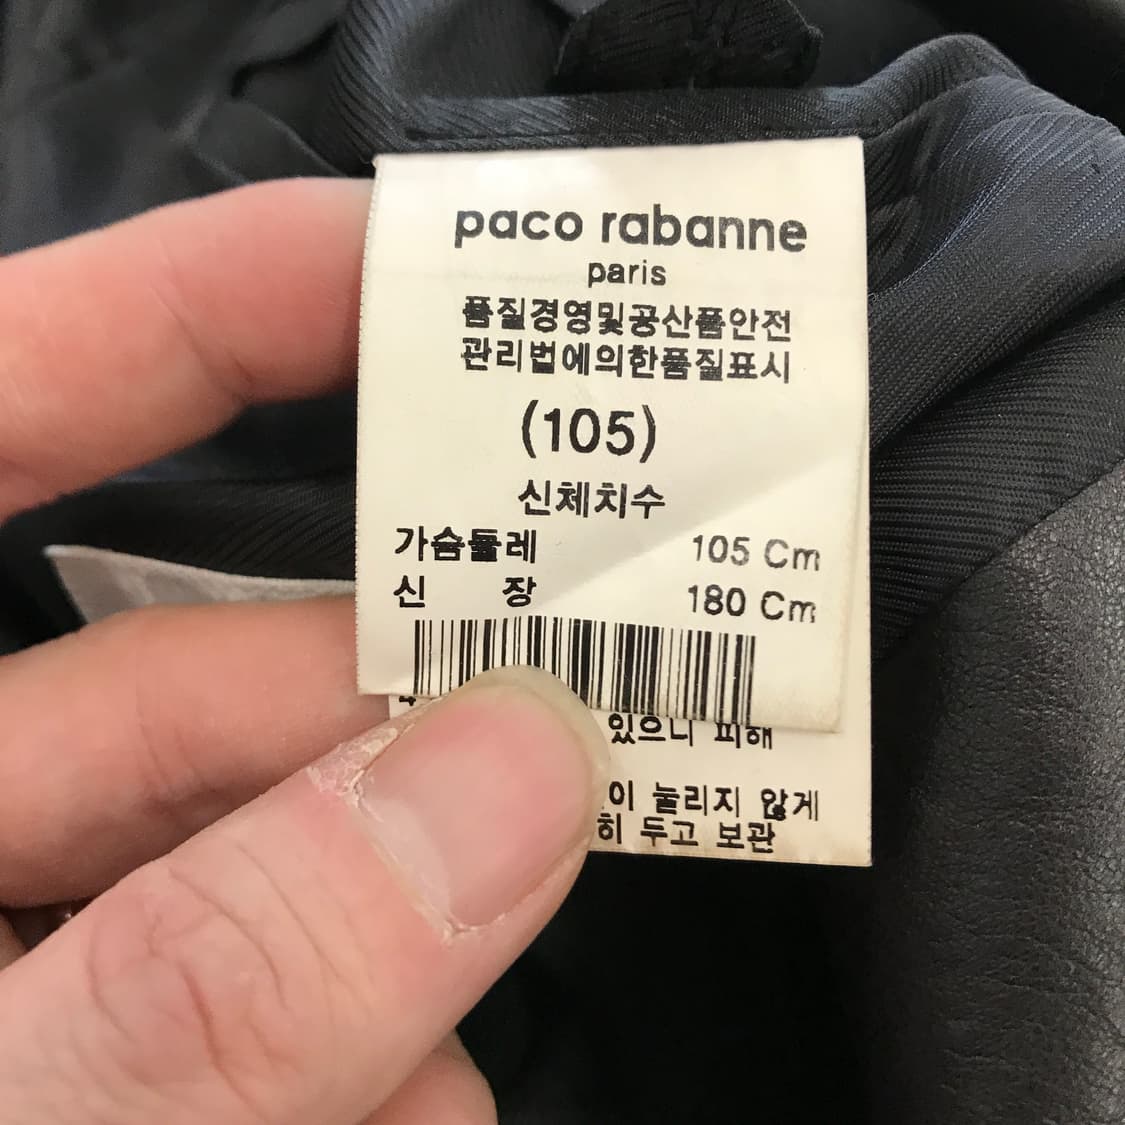 paco rabanne
paris
품질경영및공산품안전
관리법에의한품질표시
(105)
신체치수
가슴둘레 105 Cm
신 장 180 Cm
있으니 피해
이 눌리지 않게
히 두고 보관